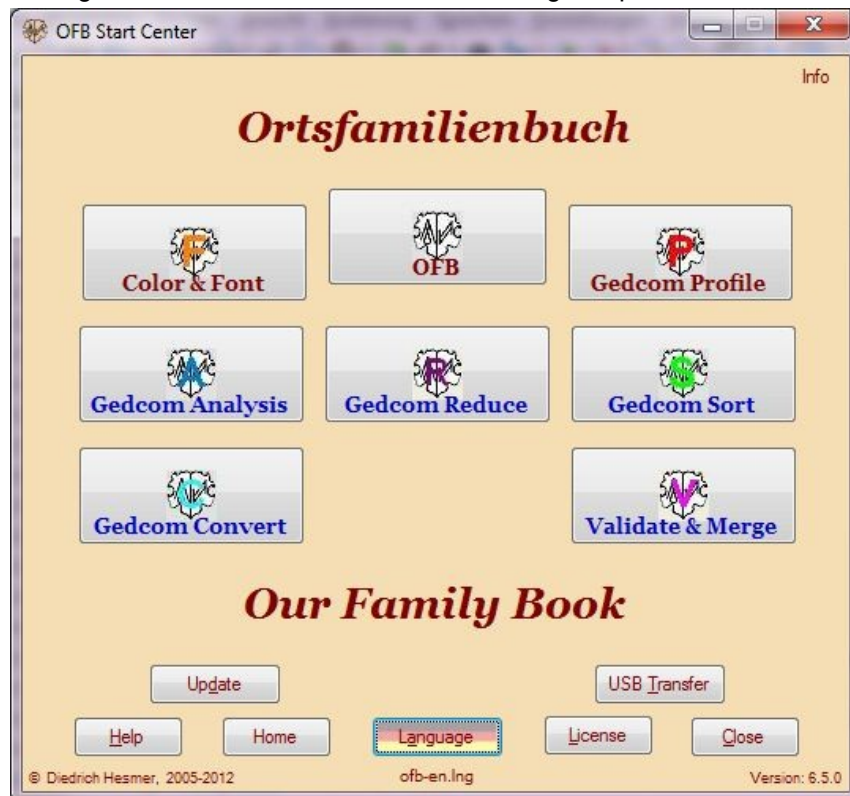 OFB Start Center
Info
Ortsfamilienbuch
Color & Font
OFB
Gedcom Profile
Gedcom Analysis
Gedcom Reduce
Gedcom Sort
Gedcom Convert
Validate & Merge
Our Family Book
Update
USB Transfer
Help
Home
Language
License
Close
© Diedrich Hesmer, 2005-2012
ofb-en.lng
Version: 6.5.0